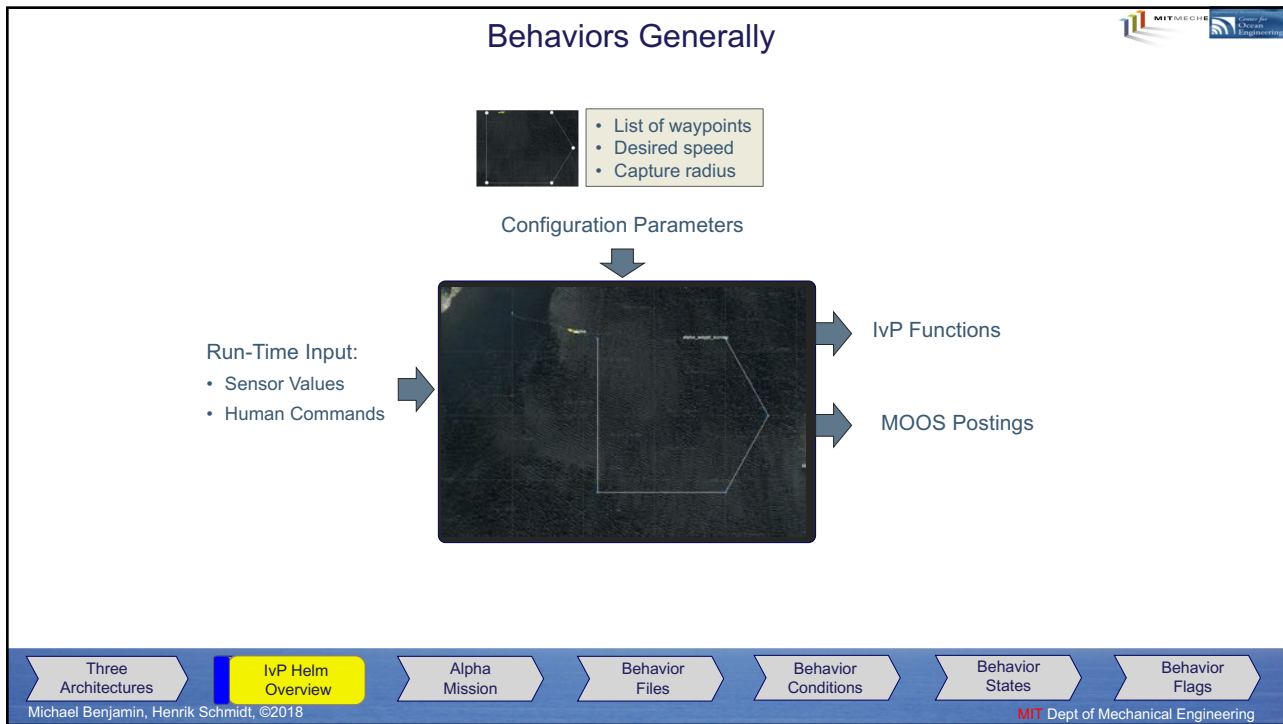 Behaviors Generally
MITMECHE
Center for
Ocean
Engineering
• List of waypoints
• Desired speed
• Capture radius
Configuration Parameters
Run-Time Input:
• Sensor Values
• Human Commands
IvP Functions
MOOS Postings
Three
Architectures
IvP Helm
Overview
Alpha
Mission
Behavior
Files
Behavior
Conditions
Behavior
States
Behavior
Flags
Michael Benjamin, Henrik Schmidt, ©2018
MIT Dept of Mechanical Engineering